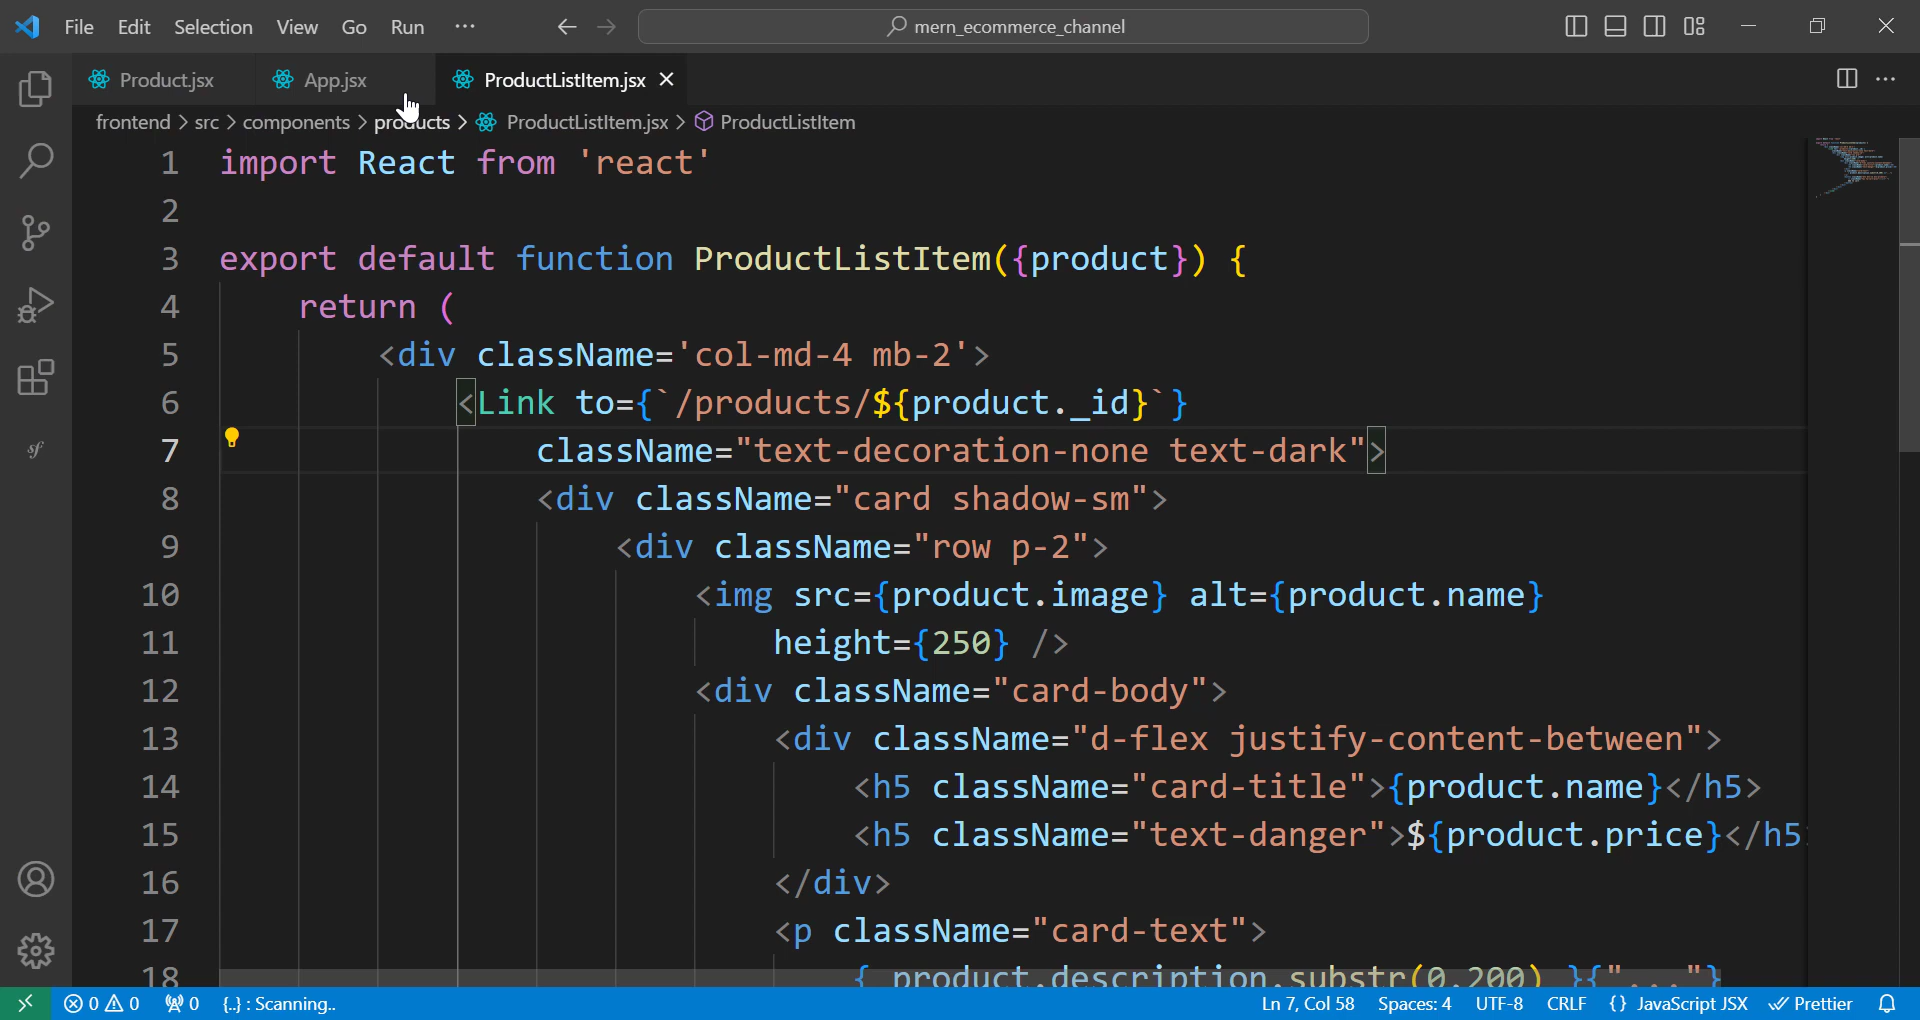 File Edit Selection View Go Run ··· mern_ecommerce_channel
Product.jsx App.jsx ProductListItem.jsx
frontend > src > components > products > ProductListItem.jsx > ProductListItem
1 import React from 'react'
2
3 export default function ProductListItem({product}) {
4 return (
5 <div className='col-md-4 mb-2'>
6 <Link to={`/products/${product._id}`}
7 className="text-decoration-none text-dark">
8 <div className="card shadow-sm">
9 <div className="row p-2">
10 <img src={product.image} alt={product.name}
11 height={250} />
12 <div className="card-body">
13 <div className="d-flex justify-content-between">
14 <h5 className="card-title">{product.name}</h5>
15 <h5 className="text-danger">${product.price}</h5
16 </div>
17 <p className="card-text">
18 { product.description.substr(0,200) }{"...."}
sf
0 0 0 {..} : Scanning.. Ln 7, Col 58 Spaces: 4 UTF-8 CRLF {} JavaScript JSX Prettier